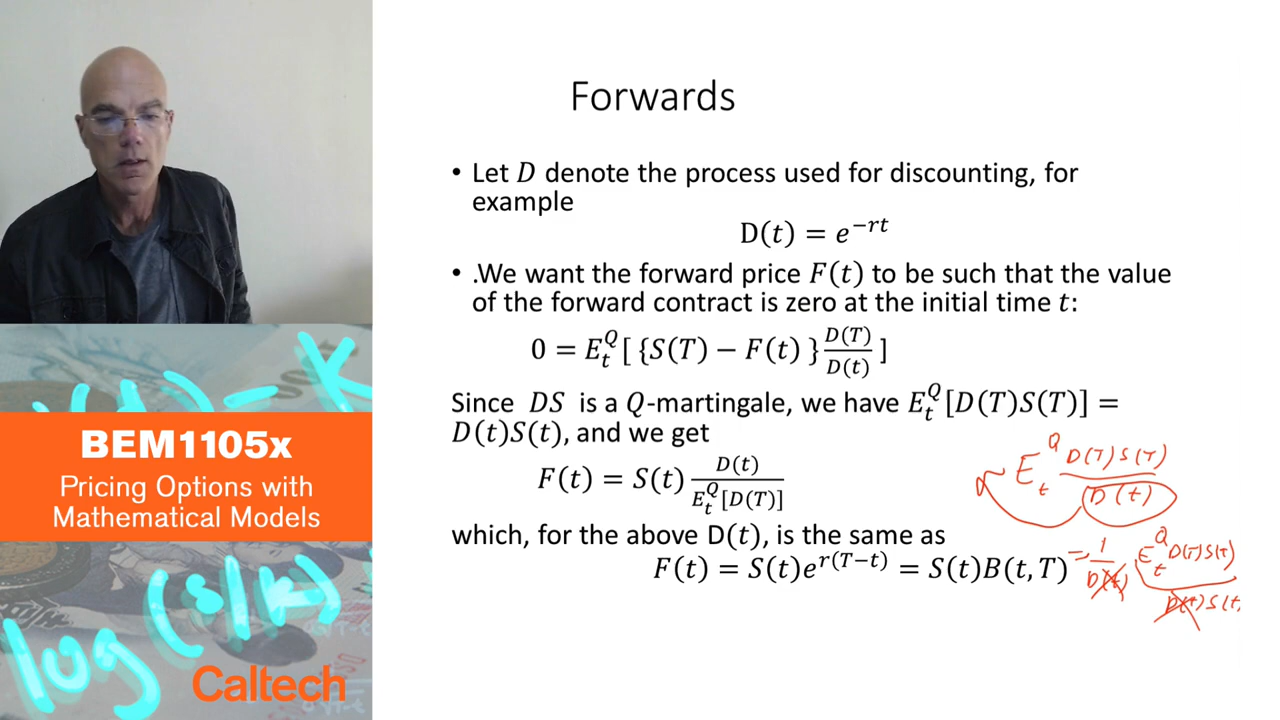 Forwards
• Let D denote the process used for discounting, for
example
D(t) = e^{-rt}
• .We want the forward price F(t) to be such that the value
of the forward contract is zero at the initial time t:
0 = E_t^Q[ {S(T) − F(t) } D(T)/D(t) ]
Since DS is a Q-martingale, we have E_t^Q[D(T)S(T)] =
D(t)S(t), and we get
F(t) = S(t) D(t)/E_t^Q[D(T)]
which, for the above D(t), is the same as
F(t) = S(t)e^{r(T−t)} = S(t)B(t,T)
E_t^Q D(T)S(T)/D(t)
= 1/D(t) E_t^Q D(T)S(T)
D(t)S(t,
BEM1105x
Pricing Options with
Mathematical Models
log(s/k)
Caltech